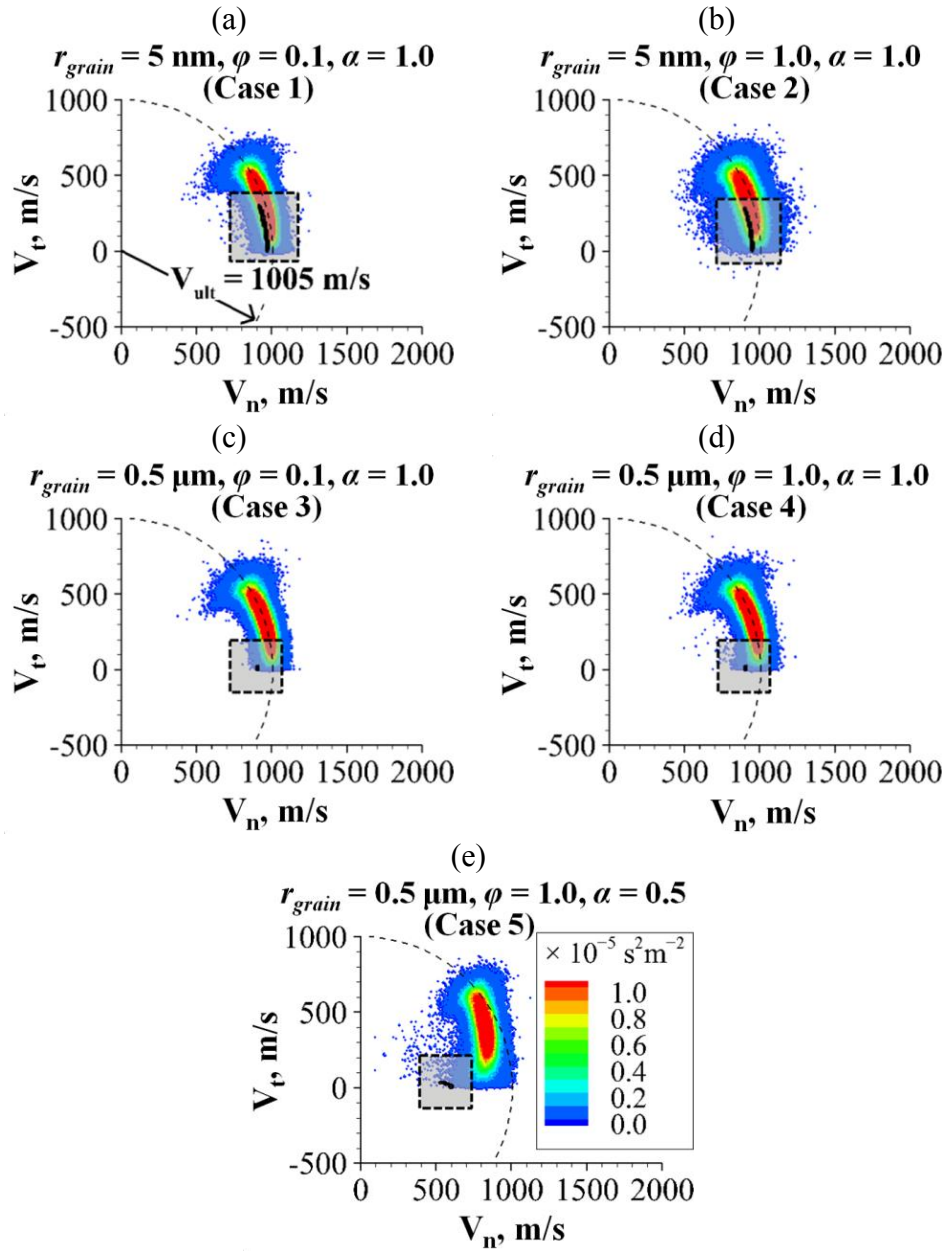 (a)
r_grain = 5 nm, φ = 0.1, α = 1.0
(Case 1)
1000
500
0
-500
V_t, m/s
V_ult = 1005 m/s
0 500 1000 1500 2000
V_n, m/s
(b)
r_grain = 5 nm, φ = 1.0, α = 1.0
(Case 2)
1000
500
0
-500
V_t, m/s
0 500 1000 1500 2000
V_n, m/s
(c)
r_grain = 0.5 μm, φ = 0.1, α = 1.0
(Case 3)
1000
500
0
-500
V_t, m/s
0 500 1000 1500 2000
V_n, m/s
(d)
r_grain = 0.5 μm, φ = 1.0, α = 1.0
(Case 4)
1000
500
0
-500
V_t, m/s
0 500 1000 1500 2000
V_n, m/s
(e)
r_grain = 0.5 μm, φ = 1.0, α = 0.5
(Case 5)
1000
500
0
-500
V_t, m/s
0 500 1000 1500 2000
V_n, m/s
× 10⁻⁵ s²m⁻²
1.0
0.8
0.6
0.4
0.2
0.0